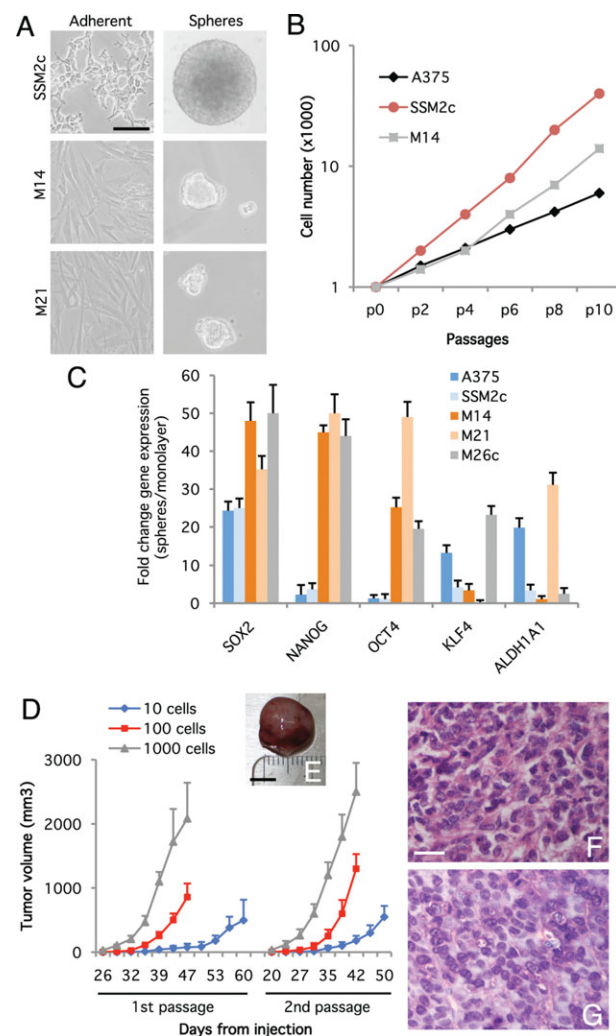 A
Adherent
Spheres
SSM2c
M14
M21
B
100
10
1
Cell number (x1000)
A375
SSM2c
M14
p0 p2 p4 p6 p8 p10
Passages
C
60
50
40
30
20
10
0
Fold change gene expression
(spheres/monolayer)
A375
SSM2c
M14
M21
M26c
SOX2 NANOG OCT4 KLF4 ALDH1A1
D
10 cells
100 cells
1000 cells
3000
2000
1000
0
Tumor volume (mm3)
26 32 39 47 53 60 20 27 35 42 50
1st passage 2nd passage
Days from injection
E
F
G